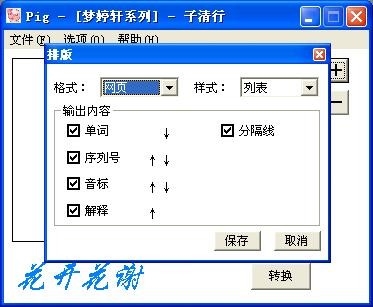 Pig - [梦婷轩系列] - 子清行
文件(F) 选项(O) 帮助(H)
排版
格式： 网页 样式： 列表
输出内容
单词 ↓ 分隔线
序列号 ↑ ↓
音标 ↑ ↓
解释 ↑
保存 取消
花开花谢 转换